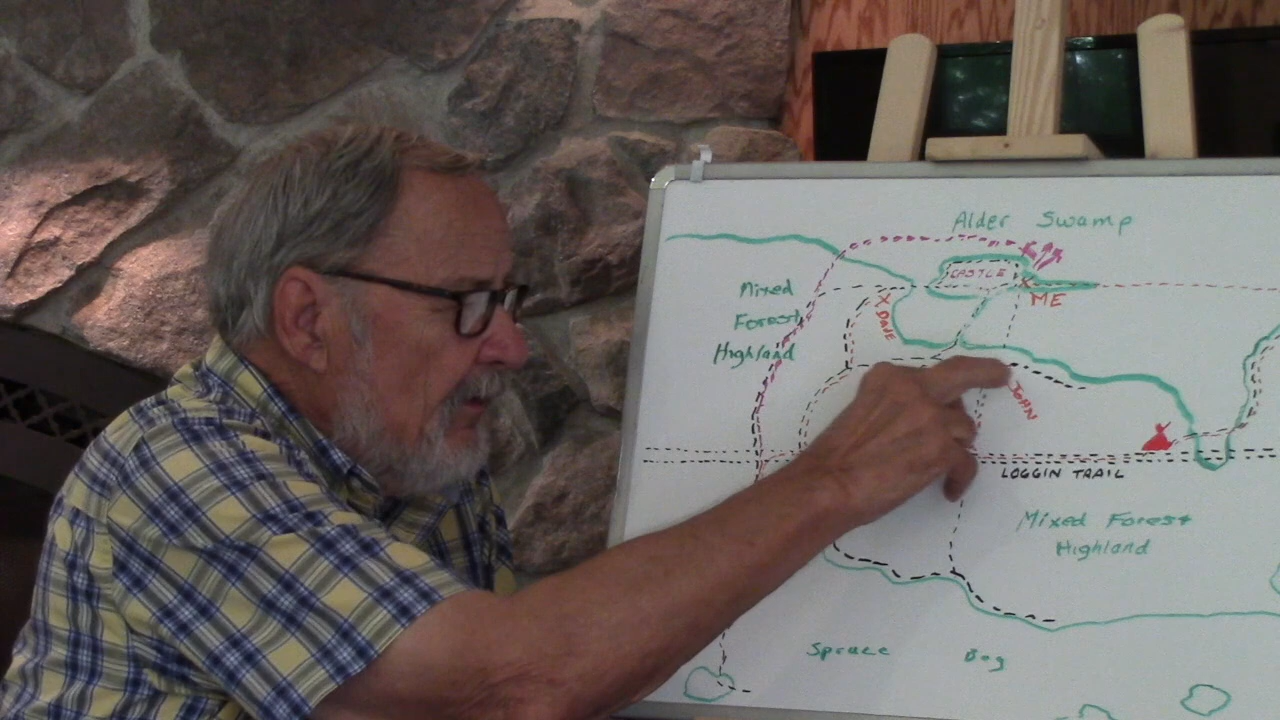 Alder Swamp
CASTLE
Mixed
Forest
Highland
X DAVE
X
ME
X JOHN
LOGGIN TRAIL
Mixed Forest
Highland
Spruce Bog